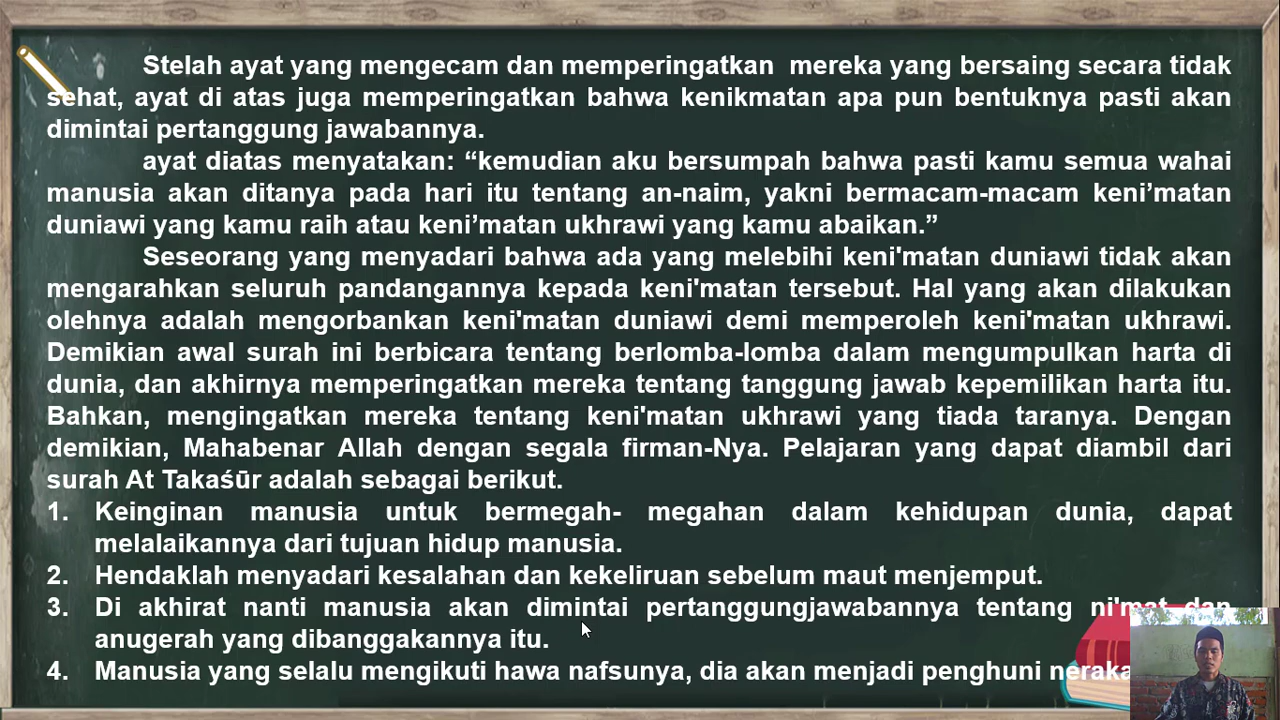 Stelah ayat yang mengecam dan memperingatkan mereka yang bersaing secara tidak
sehat, ayat di atas juga memperingatkan bahwa kenikmatan apa pun bentuknya pasti akan
dimintai pertanggung jawabannya.
ayat diatas menyatakan: “kemudian aku bersumpah bahwa pasti kamu semua wahai
manusia akan ditanya pada hari itu tentang an-naim, yakni bermacam-macam keni’matan
duniawi yang kamu raih atau keni’matan ukhrawi yang kamu abaikan.”
Seseorang yang menyadari bahwa ada yang melebihi keni'matan duniawi tidak akan
mengarahkan seluruh pandangannya kepada keni'matan tersebut. Hal yang akan dilakukan
olehnya adalah mengorbankan keni'matan duniawi demi memperoleh keni'matan ukhrawi.
Demikian awal surah ini berbicara tentang berlomba-lomba dalam mengumpulkan harta di
dunia, dan akhirnya memperingatkan mereka tentang tanggung jawab kepemilikan harta itu.
Bahkan, mengingatkan mereka tentang keni'matan ukhrawi yang tiada taranya. Dengan
demikian, Mahabenar Allah dengan segala firman-Nya. Pelajaran yang dapat diambil dari
surah At Takaśūr adalah sebagai berikut.
1. Keinginan manusia untuk bermegah- megahan dalam kehidupan dunia, dapat
melalaikannya dari tujuan hidup manusia.
2. Hendaklah menyadari kesalahan dan kekeliruan sebelum maut menjemput.
3. Di akhirat nanti manusia akan dimintai pertanggungjawabannya tentang ni'mat dan
anugerah yang dibanggakannya itu.
4. Manusia yang selalu mengikuti hawa nafsunya, dia akan menjadi penghuni neraka